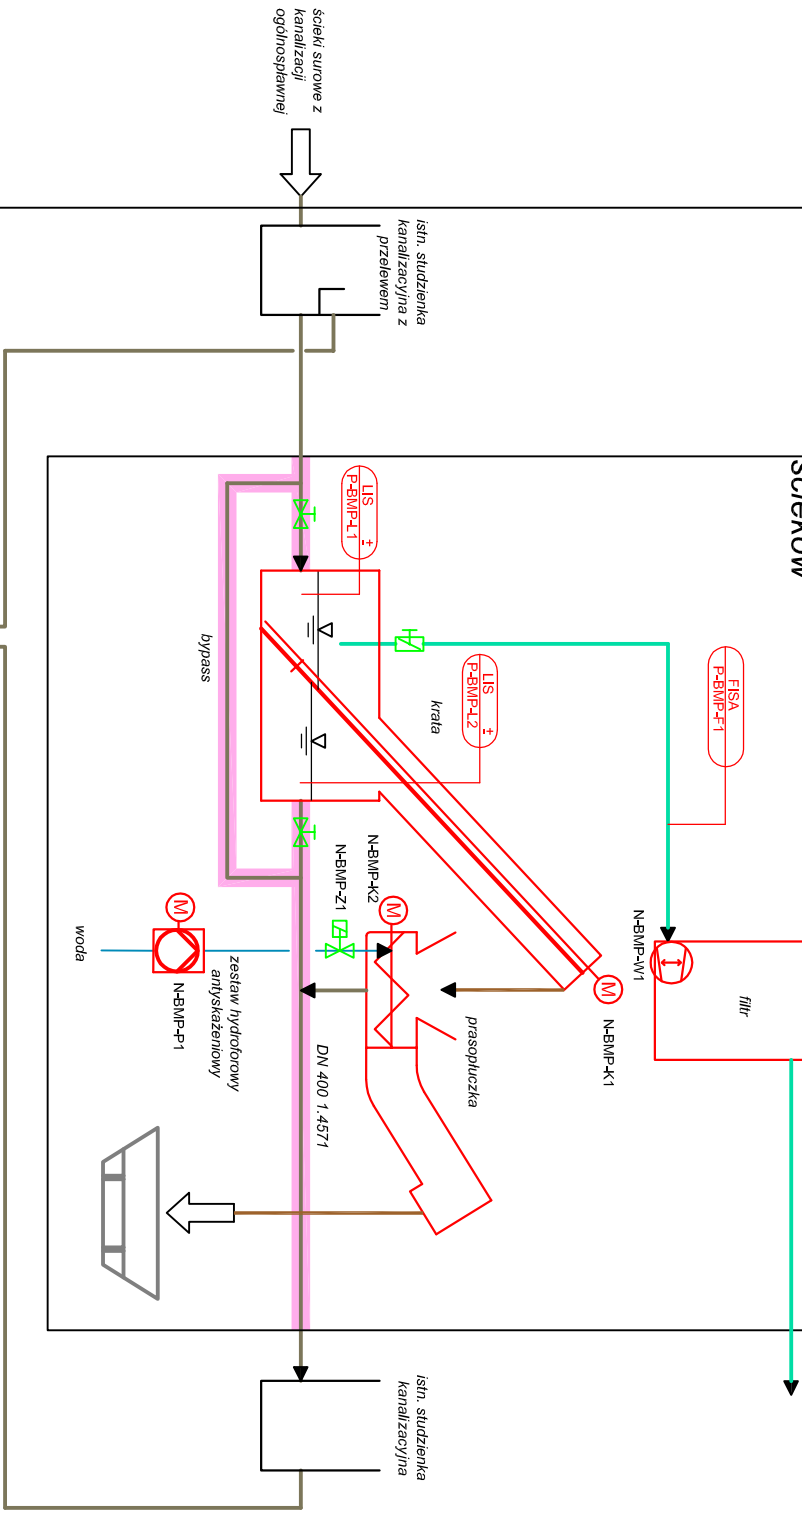 ścieków
ścieki surowe z
kanalizacji
ogólnospławnej
istn. studzienka
kanalizacyjna z
przelewem
LIS ±
P-BMP-L1
LIS ±
P-BMP-L2
FISA
P-BMP-F1
krata
bypass
N-BMP-W1
filtr
N-BMP-K2
M
N-BMP-Z1
M
N-BMP-K1
M
N-BMP-P1
woda
zestaw hydroforowy
antyskażeniowy
prasopłuczka
DN 400 1.4571
istn. studzienka
kanalizacyjna